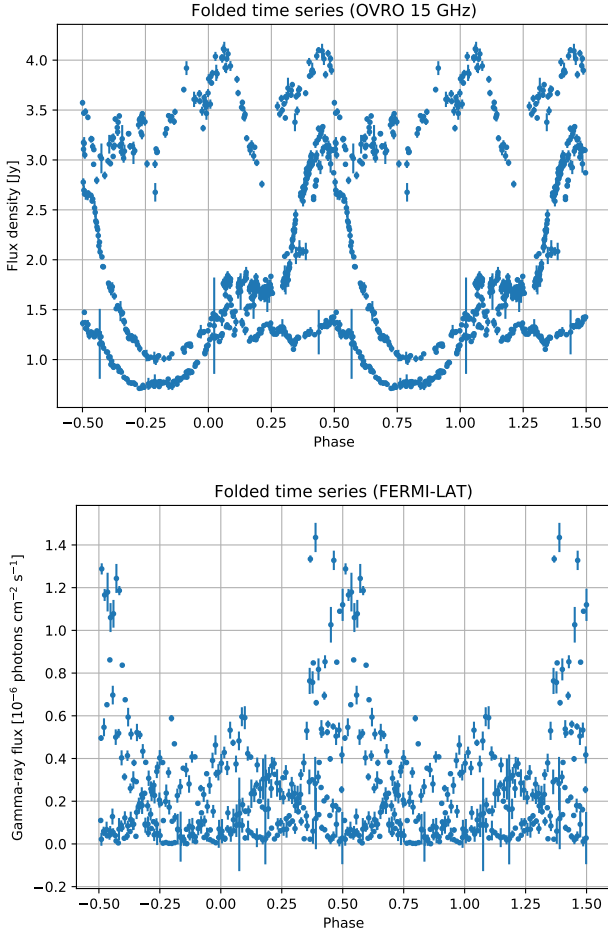 Folded time series (OVRO 15 GHz)
Flux density [Jy]
4.0
3.5
3.0
2.5
2.0
1.5
1.0
−0.50 −0.25 0.00 0.25 0.50 0.75 1.00 1.25 1.50
Phase
Folded time series (FERMI-LAT)
Gamma-ray flux [10⁻⁶ photons cm⁻² s⁻¹]
1.4
1.2
1.0
0.8
0.6
0.4
0.2
0.0
−0.2
−0.50 −0.25 0.00 0.25 0.50 0.75 1.00 1.25 1.50
Phase